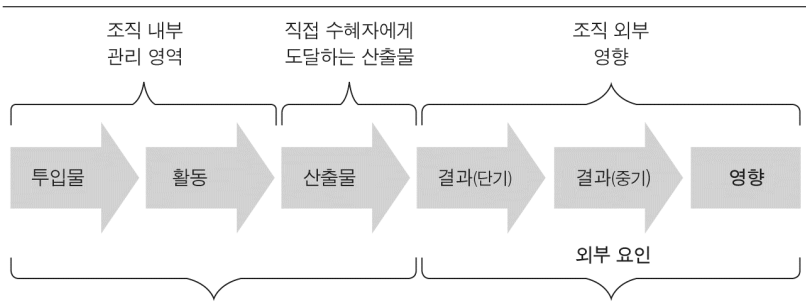 조직 내부
관리 영역
직접 수혜자에게
도달하는 산출물
조직 외부
영향
투입물
활동
산출물
결과(단기)
결과(중기)
영향
외부 요인